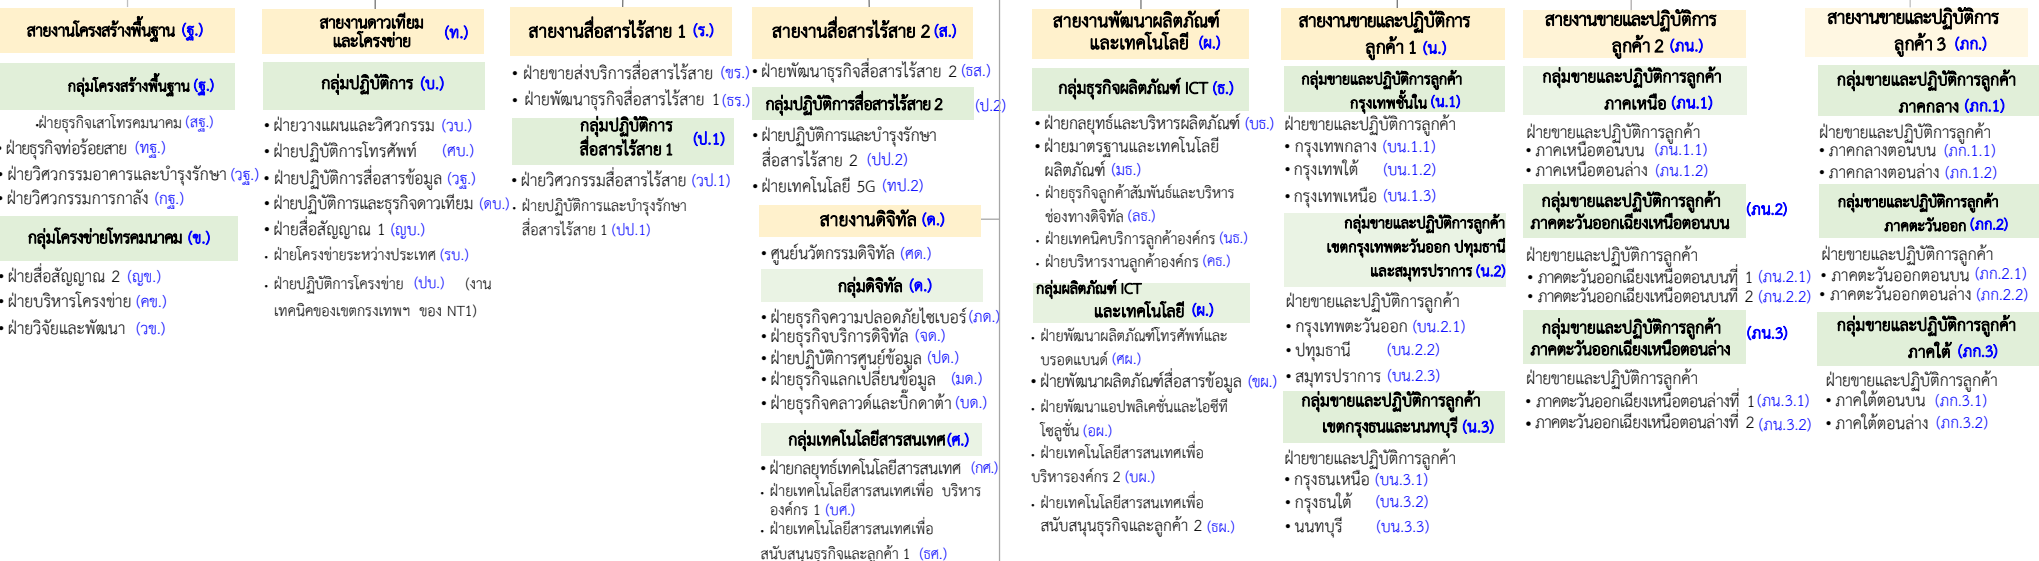 สายงานโครงสร้างพื้นฐาน (ฐ.)
กลุ่มโครงสร้างพื้นฐาน (ฐ.)
•ฝ่ายธุรกิจเสาโทรคมนาคม (สฐ.)
• ฝ่ายธุรกิจท่อร้อยสาย (ทฐ.)
• ฝ่ายวิศวกรรมอาคารและบำรุงรักษา (วฐ.)
• ฝ่ายวิศวกรรมการกำลัง (กฐ.)
กลุ่มโครงข่ายโทรคมนาคม (ข.)
• ฝ่ายสื่อสัญญาณ 2 (ญข.)
• ฝ่ายบริหารโครงข่าย (คข.)
• ฝ่ายวิจัยและพัฒนา (วข.)
สายงานดาวเทียม
และโครงข่าย (ท.)
กลุ่มปฏิบัติการ (บ.)
• ฝ่ายวางแผนและวิศวกรรม (วบ.)
• ฝ่ายปฏิบัติการโทรศัพท์ (ศบ.)
• ฝ่ายปฏิบัติการสื่อสารข้อมูล (วฐ.)
• ฝ่ายปฏิบัติการและธุรกิจดาวเทียม (ดบ.)
• ฝ่ายสื่อสัญญาณ 1 (ญบ.)
• ฝ่ายโครงข่ายระหว่างประเทศ (รบ.)
• ฝ่ายปฏิบัติการโครงข่าย (ปบ.) (งาน
เทคนิคของเขตกรุงเทพฯ ของ NT1)
สายงานสื่อสารไร้สาย 1 (ร.)
• ฝ่ายขายส่งบริการสื่อสารไร้สาย (ขร.)
• ฝ่ายพัฒนาธุรกิจสื่อสารไร้สาย 1 (ธร.)
กลุ่มปฏิบัติการ
สื่อสารไร้สาย 1 (ป.1)
• ฝ่ายวิศวกรรมสื่อสารไร้สาย (วป.1)
• ฝ่ายปฏิบัติการและบำรุงรักษา
สื่อสารไร้สาย 1 (ปป.1)
สายงานสื่อสารไร้สาย 2 (ส.)
• ฝ่ายพัฒนาธุรกิจสื่อสารไร้สาย 2 (ธส.)
กลุ่มปฏิบัติการสื่อสารไร้สาย 2 (ป.2)
• ฝ่ายปฏิบัติการและบำรุงรักษา
สื่อสารไร้สาย 2 (ปป.2)
• ฝ่ายเทคโนโลยี 5G (ทป.2)
สายงานดิจิทัล (ด.)
• ศูนย์นวัตกรรมดิจิทัล (ศด.)
กลุ่มดิจิทัล (ด.)
• ฝ่ายธุรกิจความปลอดภัยไซเบอร์ (ภด.)
• ฝ่ายธุรกิจบริการดิจิทัล (จด.)
• ฝ่ายปฏิบัติการศูนย์ข้อมูล (ปด.)
• ฝ่ายธุรกิจแลกเปลี่ยนข้อมูล (มด.)
• ฝ่ายธุรกิจคลาวด์และบิ๊กดาต้า (บด.)
กลุ่มเทคโนโลยีสารสนเทศ(ศ.)
• ฝ่ายกลยุทธ์เทคโนโลยีสารสนเทศ (กศ.)
• ฝ่ายเทคโนโลยีสารสนเทศเพื่อ บริหาร
องค์กร 1 (บศ.)
• ฝ่ายเทคโนโลยีสารสนเทศเพื่อ
สนับสนุนธุรกิจและลูกค้า 1 (ธศ.)
สายงานพัฒนาผลิตภัณฑ์
และเทคโนโลยี (ผ.)
กลุ่มธุรกิจผลิตภัณฑ์ ICT (ธ.)
• ฝ่ายกลยุทธ์และบริหารผลิตภัณฑ์ (บธ.)
• ฝ่ายมาตรฐานและเทคโนโลยี
ผลิตภัณฑ์ (มธ.)
• ฝ่ายธุรกิจลูกค้าสัมพันธ์และบริหาร
ช่องทางดิจิทัล (ลธ.)
• ฝ่ายเทคนิคบริการลูกค้าองค์กร (นธ.)
• ฝ่ายบริหารงานลูกค้าองค์กร (คธ.)
กลุ่มผลิตภัณฑ์ ICT
และเทคโนโลยี (ผ.)
• ฝ่ายพัฒนาผลิตภัณฑ์โทรศัพท์และ
บรอดแบนด์ (ศผ.)
• ฝ่ายพัฒนาผลิตภัณฑ์สื่อสารข้อมูล (ขผ.)
• ฝ่ายพัฒนาแอปพลิเคชั่นและไอซีที
โซลูชั่น (อผ.)
• ฝ่ายเทคโนโลยีสารสนเทศเพื่อ
บริหารองค์กร 2 (บผ.)
• ฝ่ายเทคโนโลยีสารสนเทศเพื่อ
สนับสนุนธุรกิจและลูกค้า 2 (ธผ.)
สายงานขายและปฏิบัติการ
ลูกค้า 1 (น.)
กลุ่มขายและปฏิบัติการลูกค้า
กรุงเทพชั้นใน (น.1)
ฝ่ายขายและปฏิบัติการลูกค้า
• กรุงเทพกลาง (บน.1.1)
• กรุงเทพใต้ (บน.1.2)
• กรุงเทพเหนือ (บน.1.3)
กลุ่มขายและปฏิบัติการลูกค้า
เขตกรุงเทพตะวันออก ปทุมธานี
และสมุทรปราการ (น.2)
ฝ่ายขายและปฏิบัติการลูกค้า
• กรุงเทพตะวันออก (บน.2.1)
• ปทุมธานี (บน.2.2)
• สมุทรปราการ (บน.2.3)
กลุ่มขายและปฏิบัติการลูกค้า
เขตกรุงธนและนนทบุรี (น.3)
ฝ่ายขายและปฏิบัติการลูกค้า
• กรุงธนเหนือ (บน.3.1)
• กรุงธนใต้ (บน.3.2)
• นนทบุรี (บน.3.3)
สายงานขายและปฏิบัติการ
ลูกค้า 2 (ภน.)
กลุ่มขายและปฏิบัติการลูกค้า
ภาคเหนือ (ภน.1)
ฝ่ายขายและปฏิบัติการลูกค้า
• ภาคเหนือตอนบน (ภน.1.1)
• ภาคเหนือตอนล่าง (ภน.1.2)
กลุ่มขายและปฏิบัติการลูกค้า
ภาคตะวันออกเฉียงเหนือตอนบน (ภน.2)
ฝ่ายขายและปฏิบัติการลูกค้า
• ภาคตะวันออกเฉียงเหนือตอนบนที่ 1 (ภน.2.1)
• ภาคตะวันออกเฉียงเหนือตอนบนที่ 2 (ภน.2.2)
กลุ่มขายและปฏิบัติการลูกค้า
ภาคตะวันออกเฉียงเหนือตอนล่าง (ภน.3)
ฝ่ายขายและปฏิบัติการลูกค้า
• ภาคตะวันออกเฉียงเหนือตอนล่างที่ 1 (ภน.3.1)
• ภาคตะวันออกเฉียงเหนือตอนล่างที่ 2 (ภน.3.2)
สายงานขายและปฏิบัติการ
ลูกค้า 3 (ภก.)
กลุ่มขายและปฏิบัติการลูกค้า
ภาคกลาง (ภก.1)
ฝ่ายขายและปฏิบัติการลูกค้า
• ภาคกลางตอนบน (ภก.1.1)
• ภาคกลางตอนล่าง (ภก.1.2)
กลุ่มขายและปฏิบัติการลูกค้า
ภาคตะวันออก (ภก.2)
ฝ่ายขายและปฏิบัติการลูกค้า
• ภาคตะวันออกตอนบน (ภก.2.1)
• ภาคตะวันออกตอนล่าง (ภก.2.2)
กลุ่มขายและปฏิบัติการลูกค้า
ภาคใต้ (ภก.3)
ฝ่ายขายและปฏิบัติการลูกค้า
• ภาคใต้ตอนบน (ภก.3.1)
• ภาคใต้ตอนล่าง (ภก.3.2)